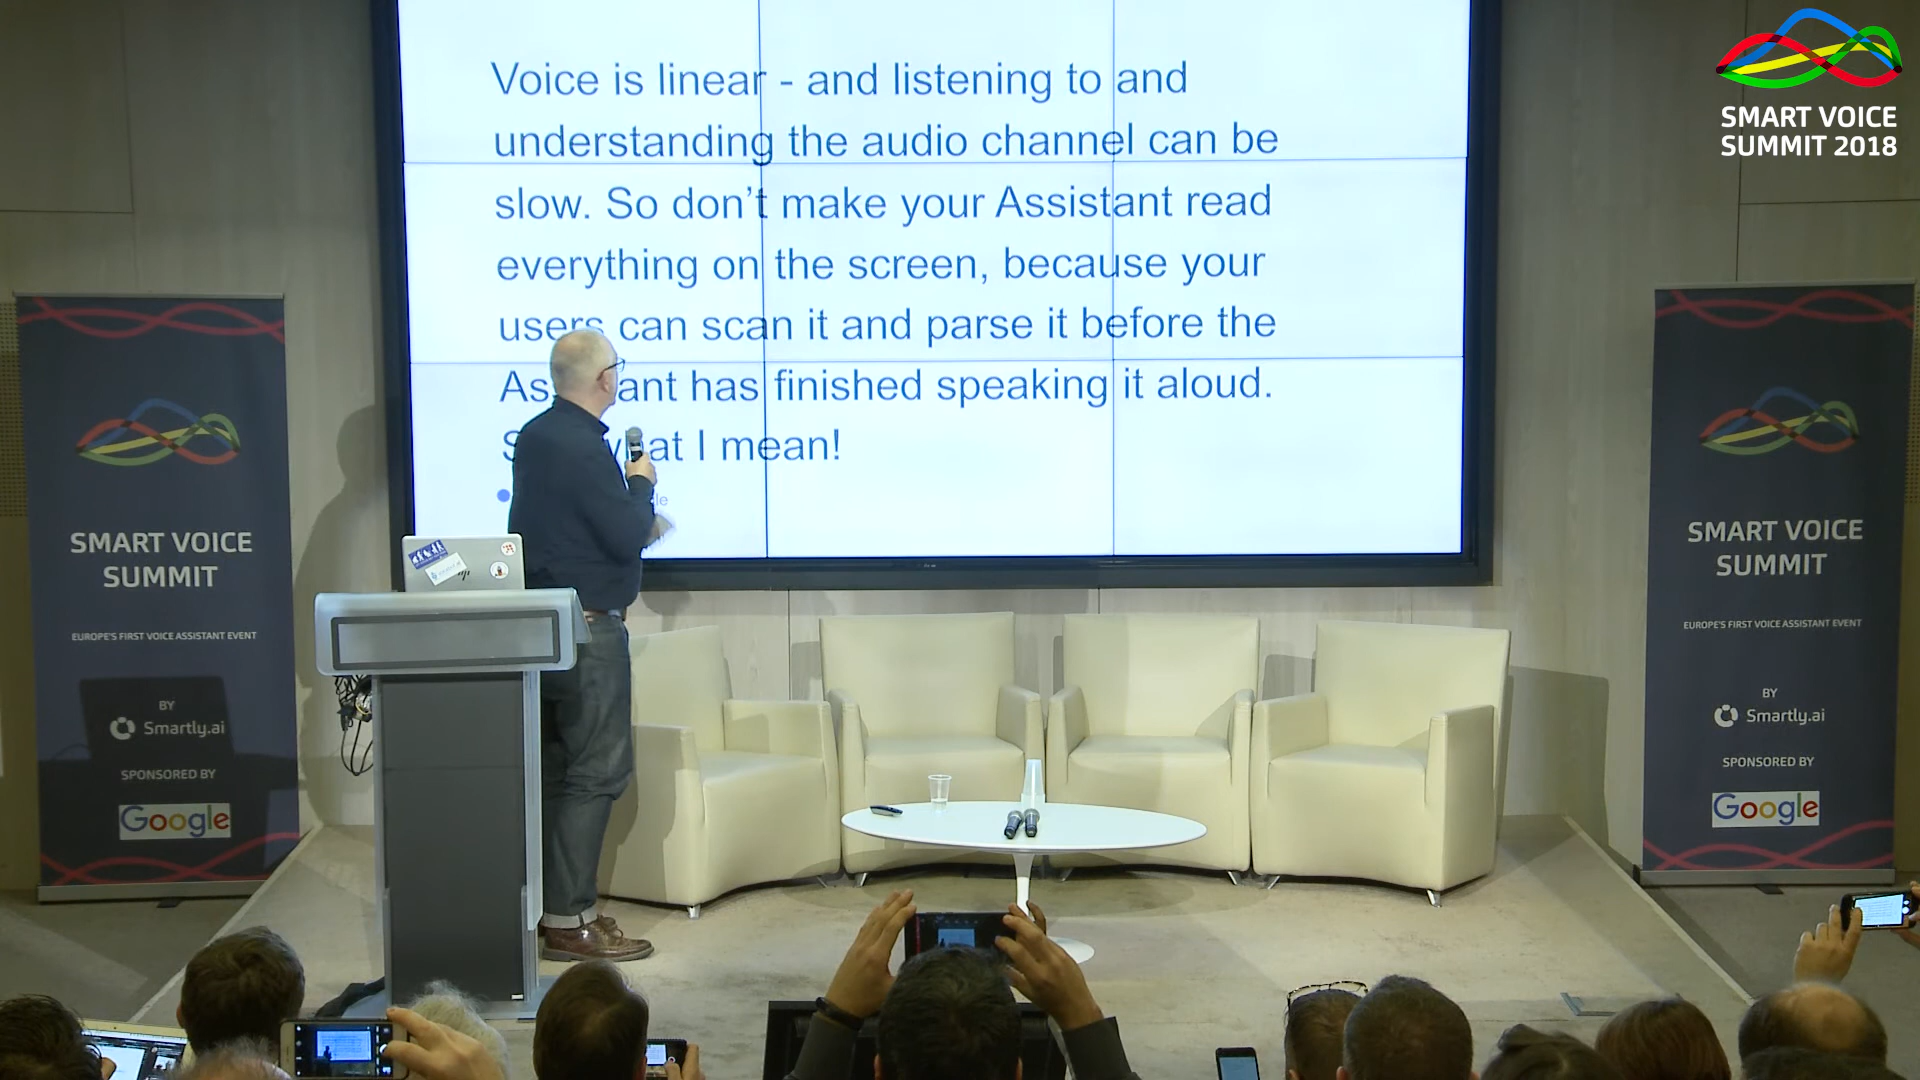 Voice is linear - and listening to and
understanding the audio channel can be
slow. So don't make your Assistant read
everything on the screen, because your
users can scan it and parse it before the
As ant has finished speaking it aloud.
at I mean!
SMART VOICE
SUMMIT 2018
SMART VOICE
SUMMIT
EUROPE'S FIRST VOICE ASSISTANT EVENT
BY
Smartly.ai
SPONSORED BY
Google
SMART VOICE
SUMMIT
EUROPE'S FIRST VOICE ASSISTANT EVENT
BY
Smartly.ai
SPONSORED BY
Google